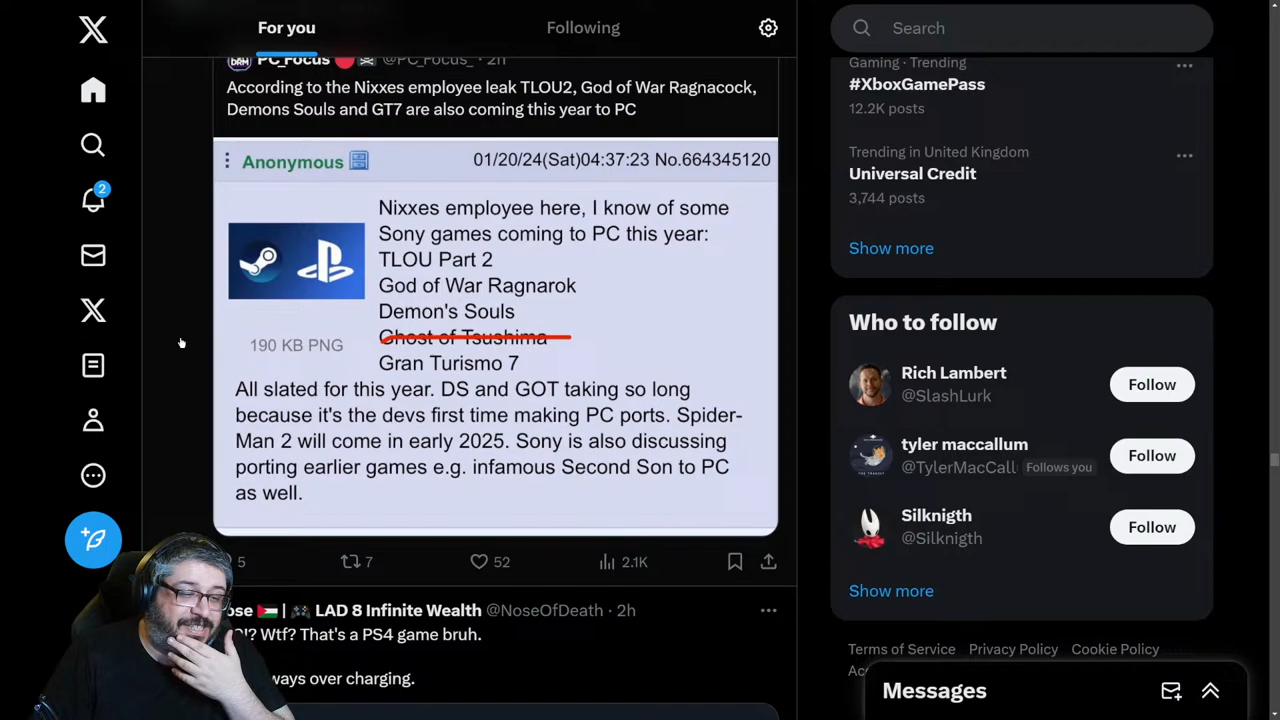 For you
Following
Search
PC_Focus @PC_Focus_ · 2h
According to the Nixxes employee leak TLOU2, God of War Ragnacock,
Demons Souls and GT7 are also coming this year to PC
Anonymous 01/20/24(Sat)04:37:23 No.664345120
Nixxes employee here, I know of some
Sony games coming to PC this year:
TLOU Part 2
God of War Ragnarok
Demon's Souls
Ghost of Tsushima
Gran Turismo 7
190 KB PNG
All slated for this year. DS and GOT taking so long
because it's the devs first time making PC ports. Spider-
Man 2 will come in early 2025. Sony is also discussing
porting earlier games e.g. infamous Second Son to PC
as well.
5 7 52 2.1K
| LAD 8 Infinite Wealth @NoseOfDeath · 2h
Wtf? That's a PS4 game bruh.
over charging.
2
Gaming · Trending
#XboxGamePass
12.2K posts
Trending in United Kingdom
Universal Credit
3,744 posts
Show more
Who to follow
Rich Lambert
@SlashLurk
Follow
tyler maccallum
@TylerMacCall Follows you
Follow
Silknigth
@Silknigth
Follow
Show more
Terms of Service Privacy Policy Cookie Policy
Messages